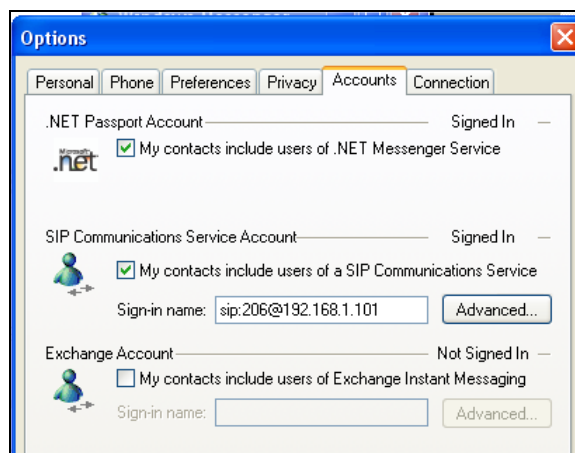 Options
Personal Phone Preferences Privacy Accounts Connection
.NET Passport Account Signed In
Microsoft
.net
My contacts include users of .NET Messenger Service
SIP Communications Service Account Signed In
My contacts include users of a SIP Communications Service
Sign-in name: sip:206@192.168.1.101 Advanced...
Exchange Account Not Signed In
My contacts include users of Exchange Instant Messaging
Sign-in name: Advanced...